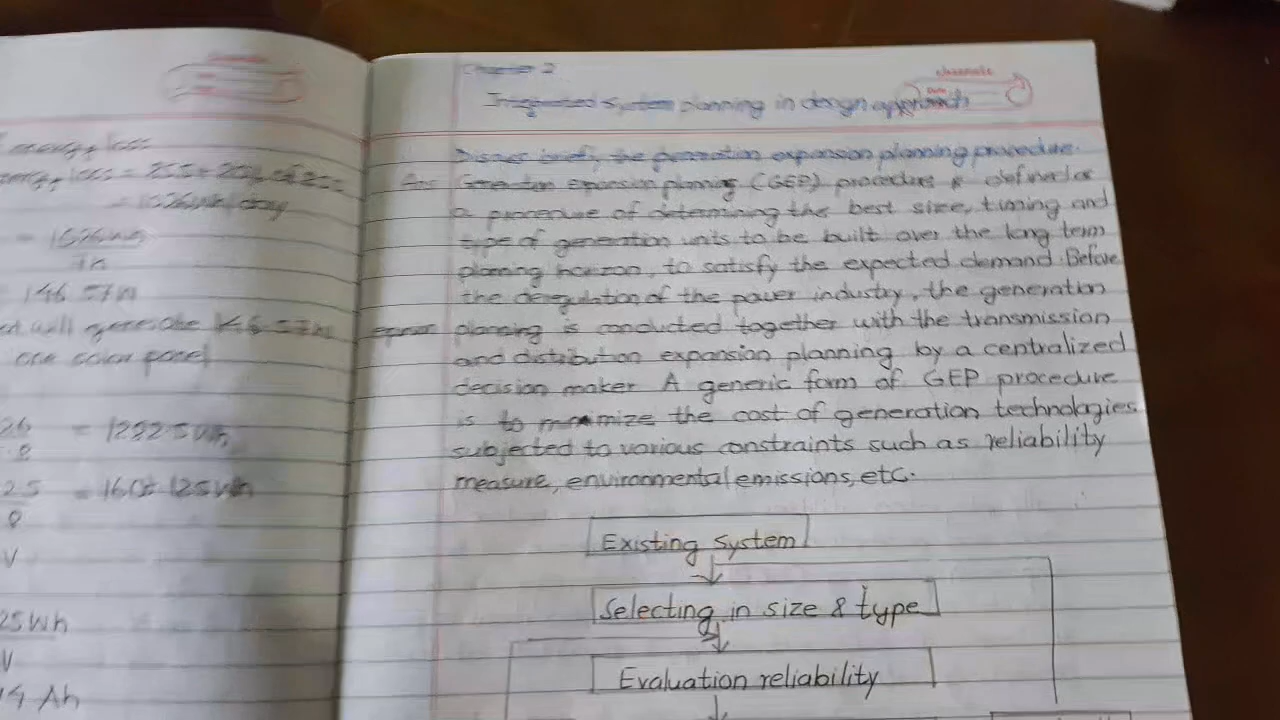 energy loss
= 1026Wh/day
146.57W
one solar panel
= 1282.5Wh
= 160.125Wh
V
25Wh
V
14 Ah
classmate
Chapter 2
Integrated system planning in design approach
Discuss briefly, the generation expansion planning procedure.
Ans Generation expansion planning (GEP) procedure is defined as
a procedure of determining the best size, timing and
type of generation units to be built over the long term
planning horizon, to satisfy the expected demand. Before
the deregulation of the power industry, the generation
planning is conducted together with the transmission
and distribution expansion planning by a centralized
decision maker A generic form of GEP procedure
is to minimize the cost of generation technologies
subjected to various constraints such as reliability
measure, environmental emissions, etc.
Existing system
Selecting in size & type
Evaluation reliability